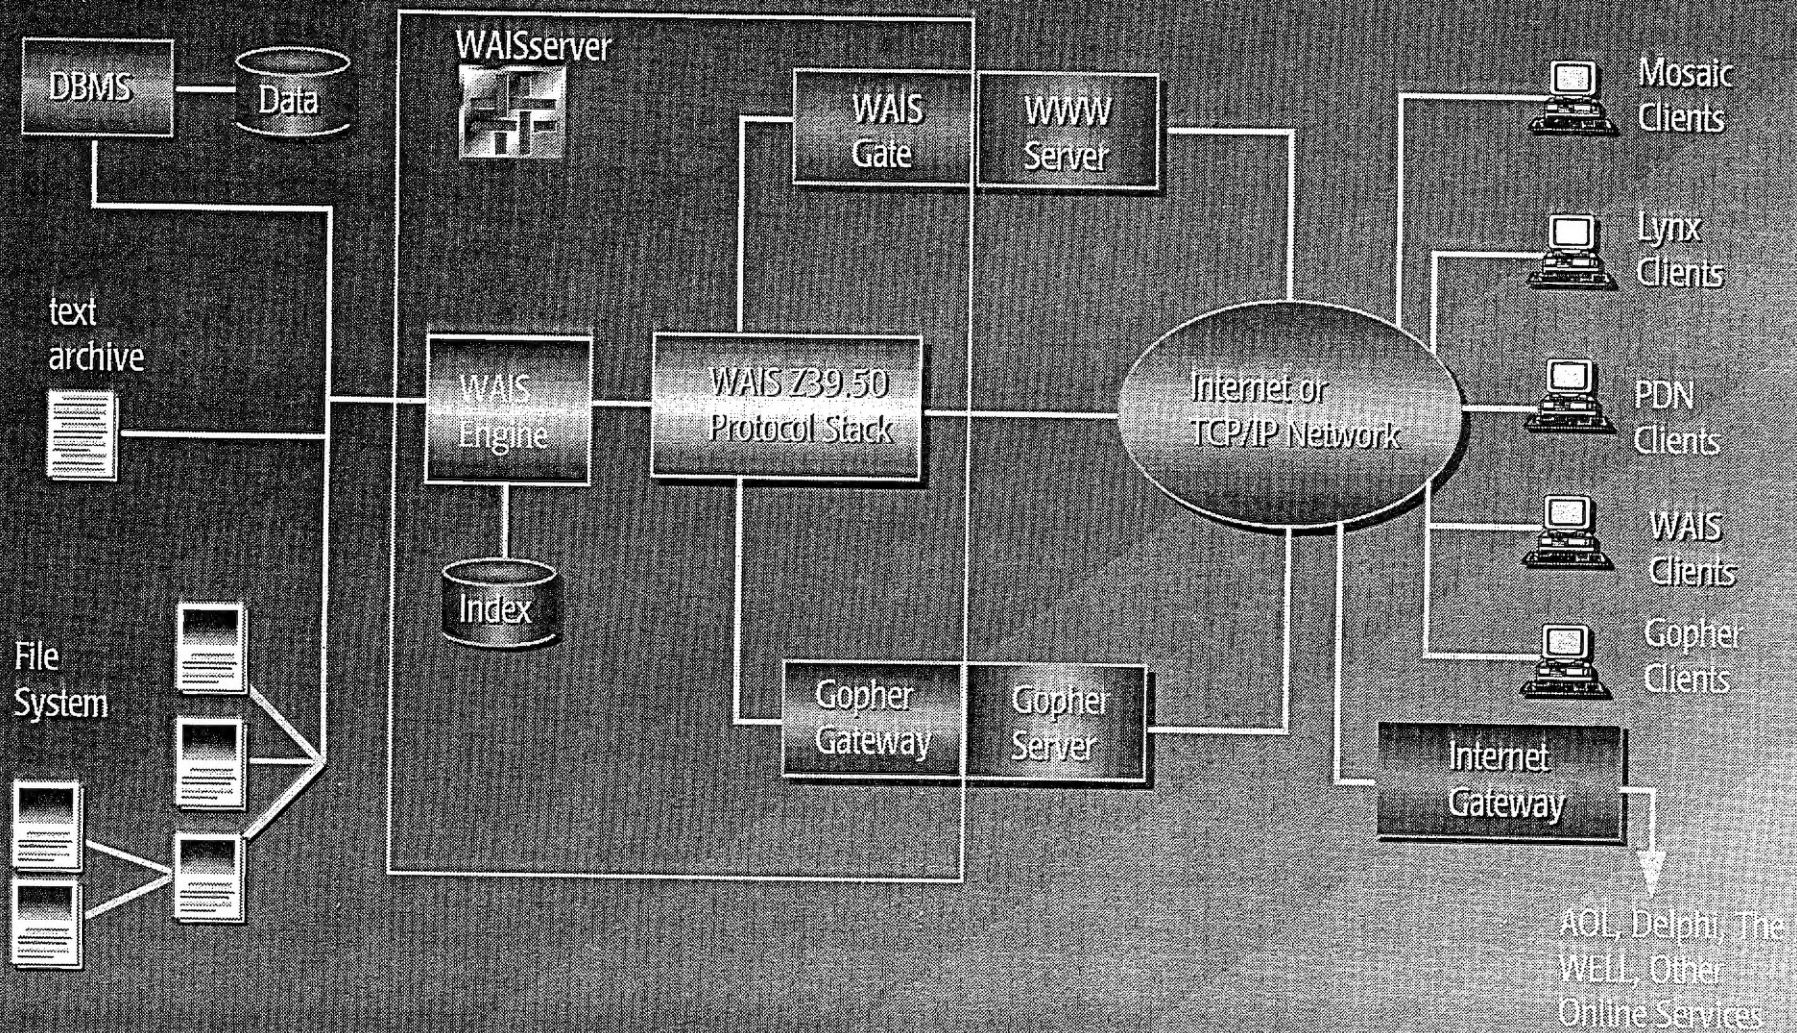 DBMS
Data
WAISserver
WAIS
Gate
WWW
Server
Mosaic
Clients
Lynx
Clients
text
archive
WAIS
Engine
WAIS Z39.50
Protocol Stack
Internet or
TCP/IP Network
PDN
Clients
WAIS
Clients
Index
File
System
Gopher
Gateway
Gopher
Server
Gopher
Clients
Internet
Gateway
AOL, Delphi, The
WELL, Other
Online Services